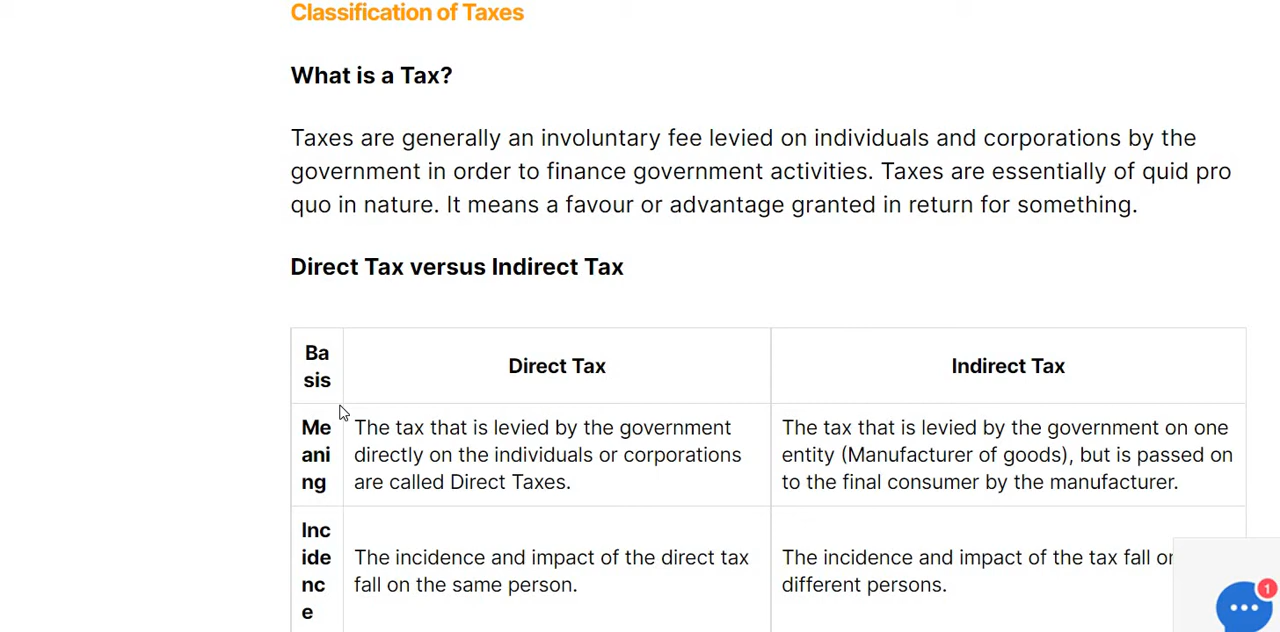 Classification of Taxes
What is a Tax?
Taxes are generally an involuntary fee levied on individuals and corporations by the
government in order to finance government activities. Taxes are essentially of quid pro
quo in nature. It means a favour or advantage granted in return for something.
Direct Tax versus Indirect Tax
Ba
sis
Direct Tax
Indirect Tax
Me
ani
ng
The tax that is levied by the government
directly on the individuals or corporations
are called Direct Taxes.
The tax that is levied by the government on one
entity (Manufacturer of goods), but is passed on
to the final consumer by the manufacturer.
Inc
ide
nc
e
The incidence and impact of the direct tax
fall on the same person.
The incidence and impact of the tax fall
different persons.
1